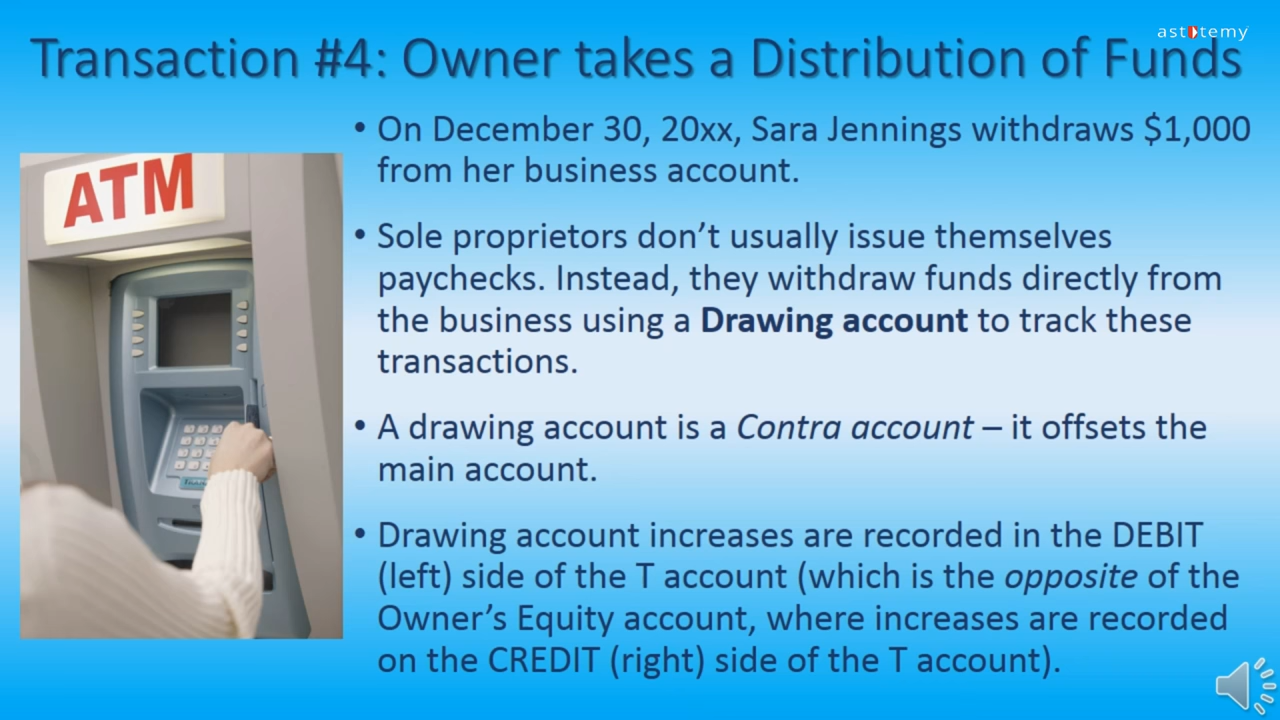 astotemy
Transaction #4: Owner takes a Distribution of Funds
• On December 30, 20xx, Sara Jennings withdraws $1,000
from her business account.
• Sole proprietors don’t usually issue themselves
paychecks. Instead, they withdraw funds directly from
the business using a Drawing account to track these
transactions.
• A drawing account is a Contra account – it offsets the
main account.
• Drawing account increases are recorded in the DEBIT
(left) side of the T account (which is the opposite of the
Owner’s Equity account, where increases are recorded
on the CREDIT (right) side of the T account).
ATM